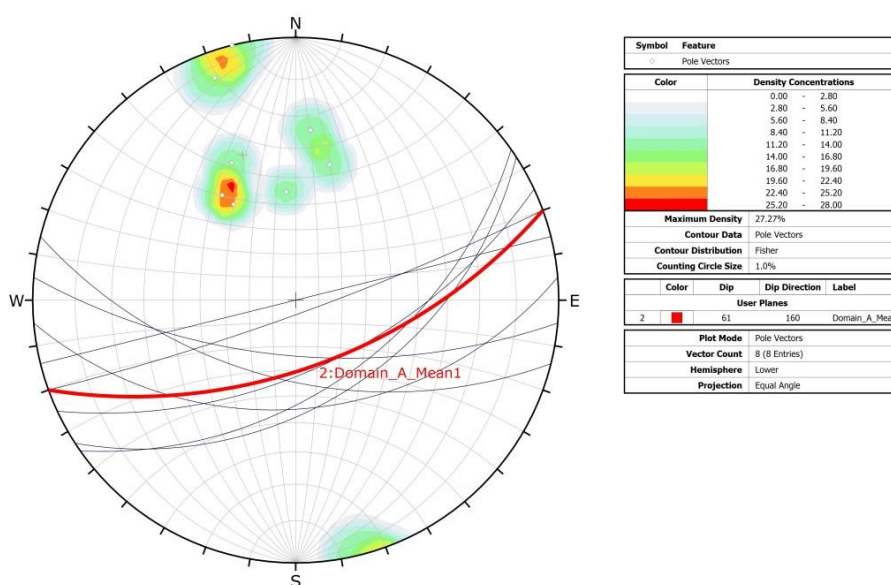 N
W
E
S
2:Domain_A_Mean1
Symbol Feature
Pole Vectors
Color Density Concentrations
0.00 - 2.80
2.80 - 5.60
5.60 - 8.40
8.40 - 11.20
11.20 - 14.00
14.00 - 16.80
16.80 - 19.60
19.60 - 22.40
22.40 - 25.20
25.20 - 28.00
Maximum Density 27.27%
Contour Data Pole Vectors
Contour Distribution Fisher
Counting Circle Size 1.0%
Color Dip Dip Direction Label
User Planes
2 61 160 Domain_A_Mea
Plot Mode Pole Vectors
Vector Count 8 (8 Entries)
Hemisphere Lower
Projection Equal Angle